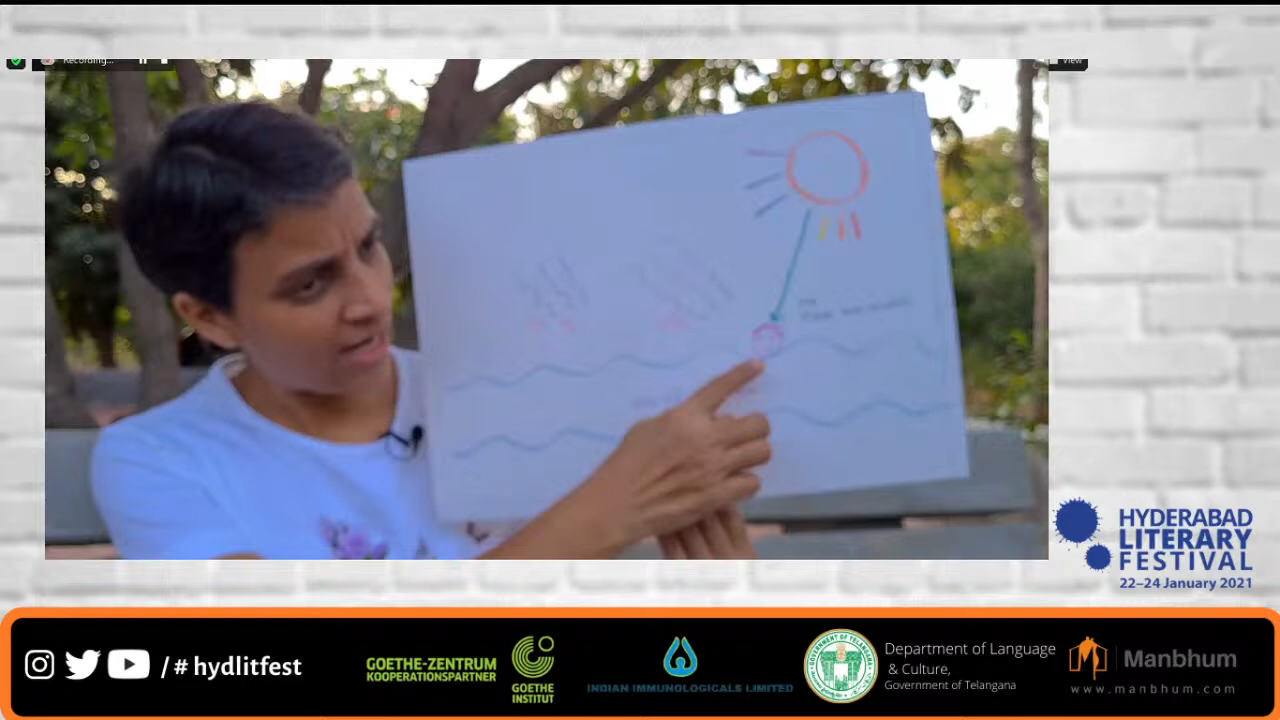 Recording...
View
HYDERABAD
LITERARY
FESTIVAL
22–24 January 2021
/ # hydlitfest
GOETHE-ZENTRUM
KOOPERATIONSPARTNER
GOETHE
INSTITUT
INDIAN IMMUNOLOGICALS LIMITED
Department of Language
& Culture,
Government of Telangana
Manbhum
www.manbhum.com